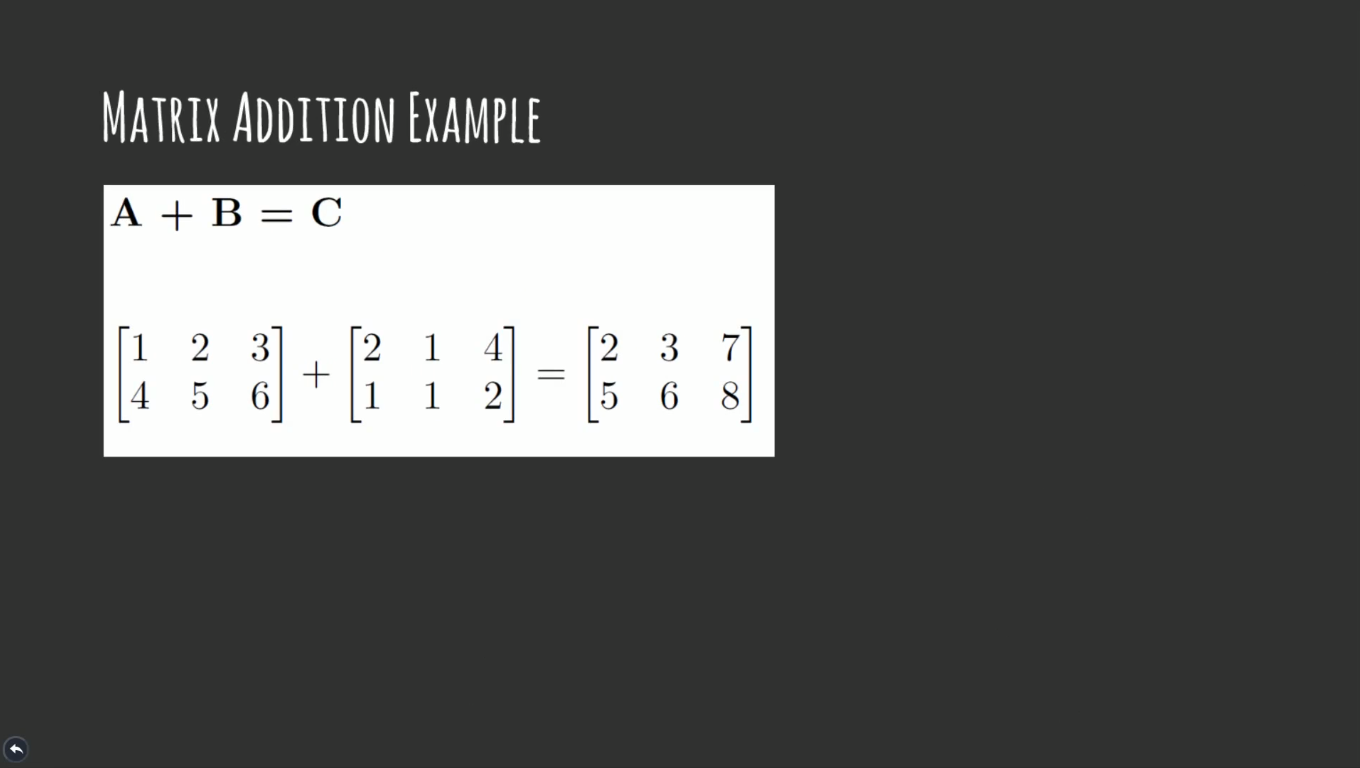 Matrix Addition Example
A + B = C
[1 2 3] + [2 1 4] = [2 3 7]
[4 5 6] [1 1 2] [5 6 8]